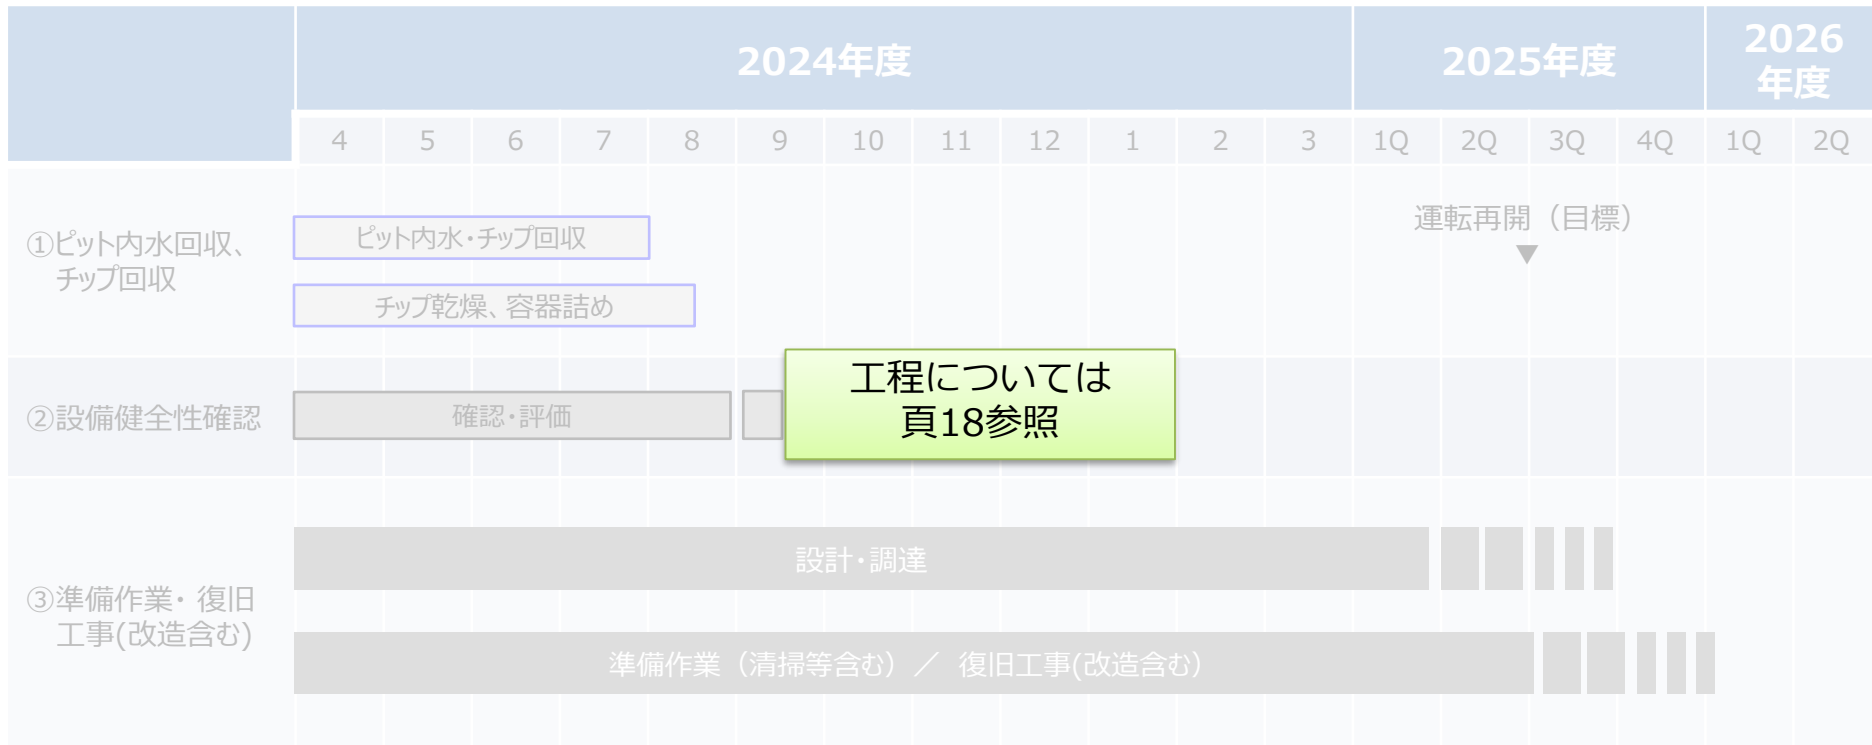 2024年度
2025年度
2026
年度
4 5 6 7 8 9 10 11 12 1 2 3 1Q 2Q 3Q 4Q 1Q 2Q
①ピット内水回収、
チップ回収
ピット内水・チップ回収
チップ乾燥、容器詰め
運転再開（目標）
②設備健全性確認
確認・評価
工程については
頁18参照
③準備作業・ 復旧
工事(改造含む)
設計・調達
準備作業（清掃等含む）／ 復旧工事(改造含む）